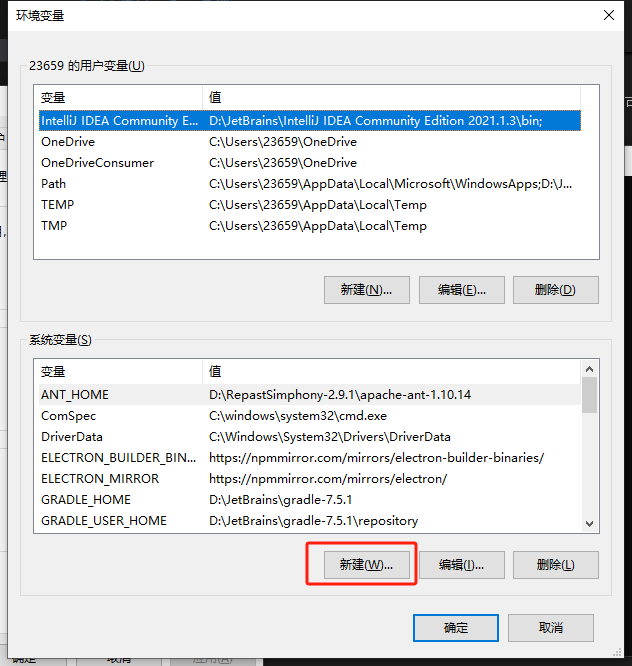 环境变量
23659 的用户变量(U)
变量 值
IntelliJ IDEA Community E... D:\JetBrains\IntelliJ IDEA Community Edition 2021.1.3\bin;
OneDrive C:\Users\23659\OneDrive
OneDriveConsumer C:\Users\23659\OneDrive
Path C:\Users\23659\AppData\Local\Microsoft\WindowsApps;D:\J...
TEMP C:\Users\23659\AppData\Local\Temp
TMP C:\Users\23659\AppData\Local\Temp
新建(N)... 编辑(E)... 删除(D)
系统变量(S)
变量 值
ANT_HOME D:\RepastSimphony-2.9.1\apache-ant-1.10.14
ComSpec C:\windows\system32\cmd.exe
DriverData C:\Windows\System32\Drivers\DriverData
ELECTRON_BUILDER_BIN... https://npmmirror.com/mirrors/electron-builder-binaries/
ELECTRON_MIRROR https://npmmirror.com/mirrors/electron/
GRADLE_HOME D:\JetBrains\gradle-7.5.1
GRADLE_USER_HOME D:\JetBrains\gradle-7.5.1\repository
新建(W)... 编辑(I)... 删除(L)
确定 取消